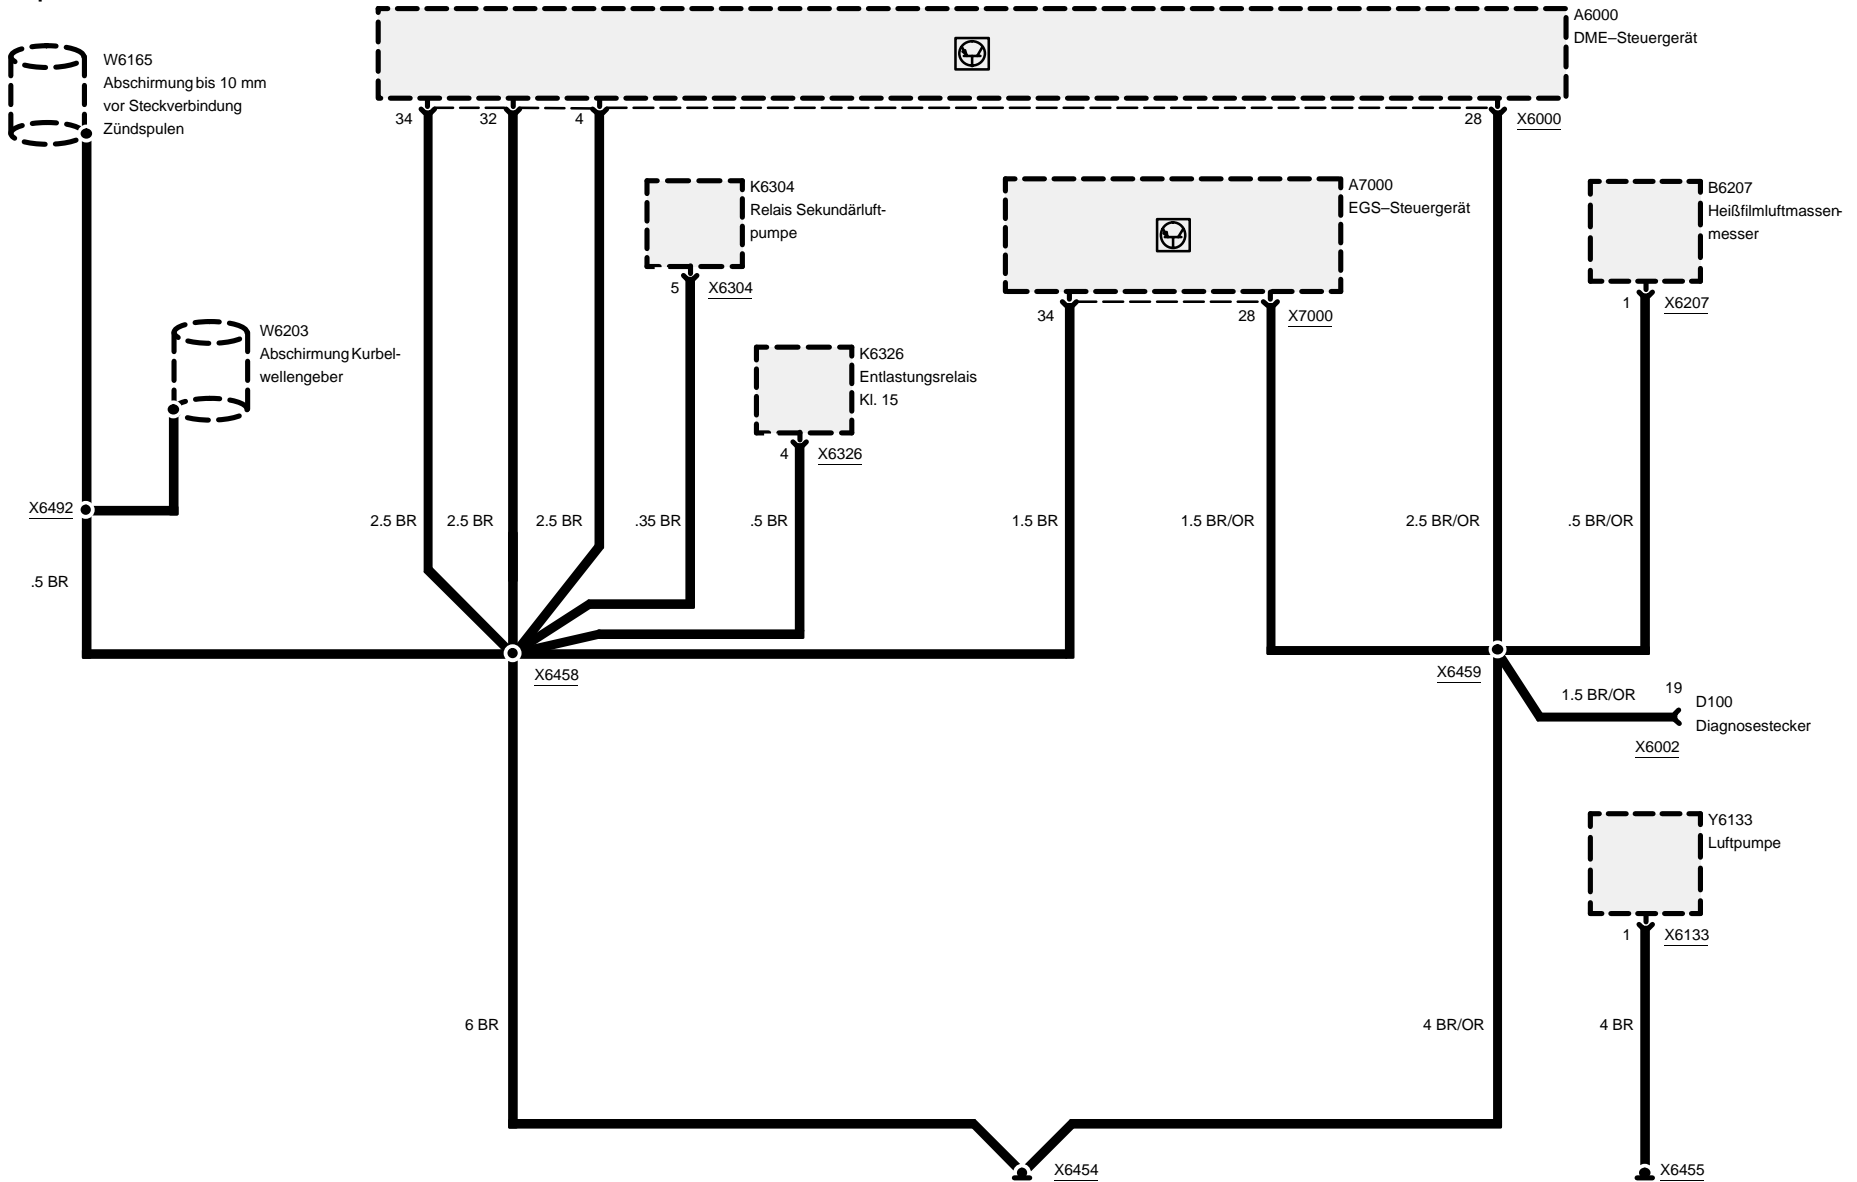 A6000
DME–Steuergerät
W6165
Abschirmung bis 10 mm
vor Steckverbindung
Zündspulen
34
32
4
28
X6000
K6304
Relais Sekundärluft-
pumpe
5
X6304
A7000
EGS–Steuergerät
34
28
X7000
B6207
Heißfilmluftmassen-
messer
1
X6207
W6203
Abschirmung Kurbel-
wellengeber
K6326
Entlastungsrelais
Kl. 15
4
X6326
X6492
2.5 BR
2.5 BR
2.5 BR
.35 BR
.5 BR
1.5 BR
1.5 BR/OR
2.5 BR/OR
.5 BR/OR
.5 BR
X6458
X6459
1.5 BR/OR
19
D100
Diagnosestecker
X6002
Y6133
Luftpumpe
1
X6133
6 BR
4 BR/OR
4 BR
X6454
X6455